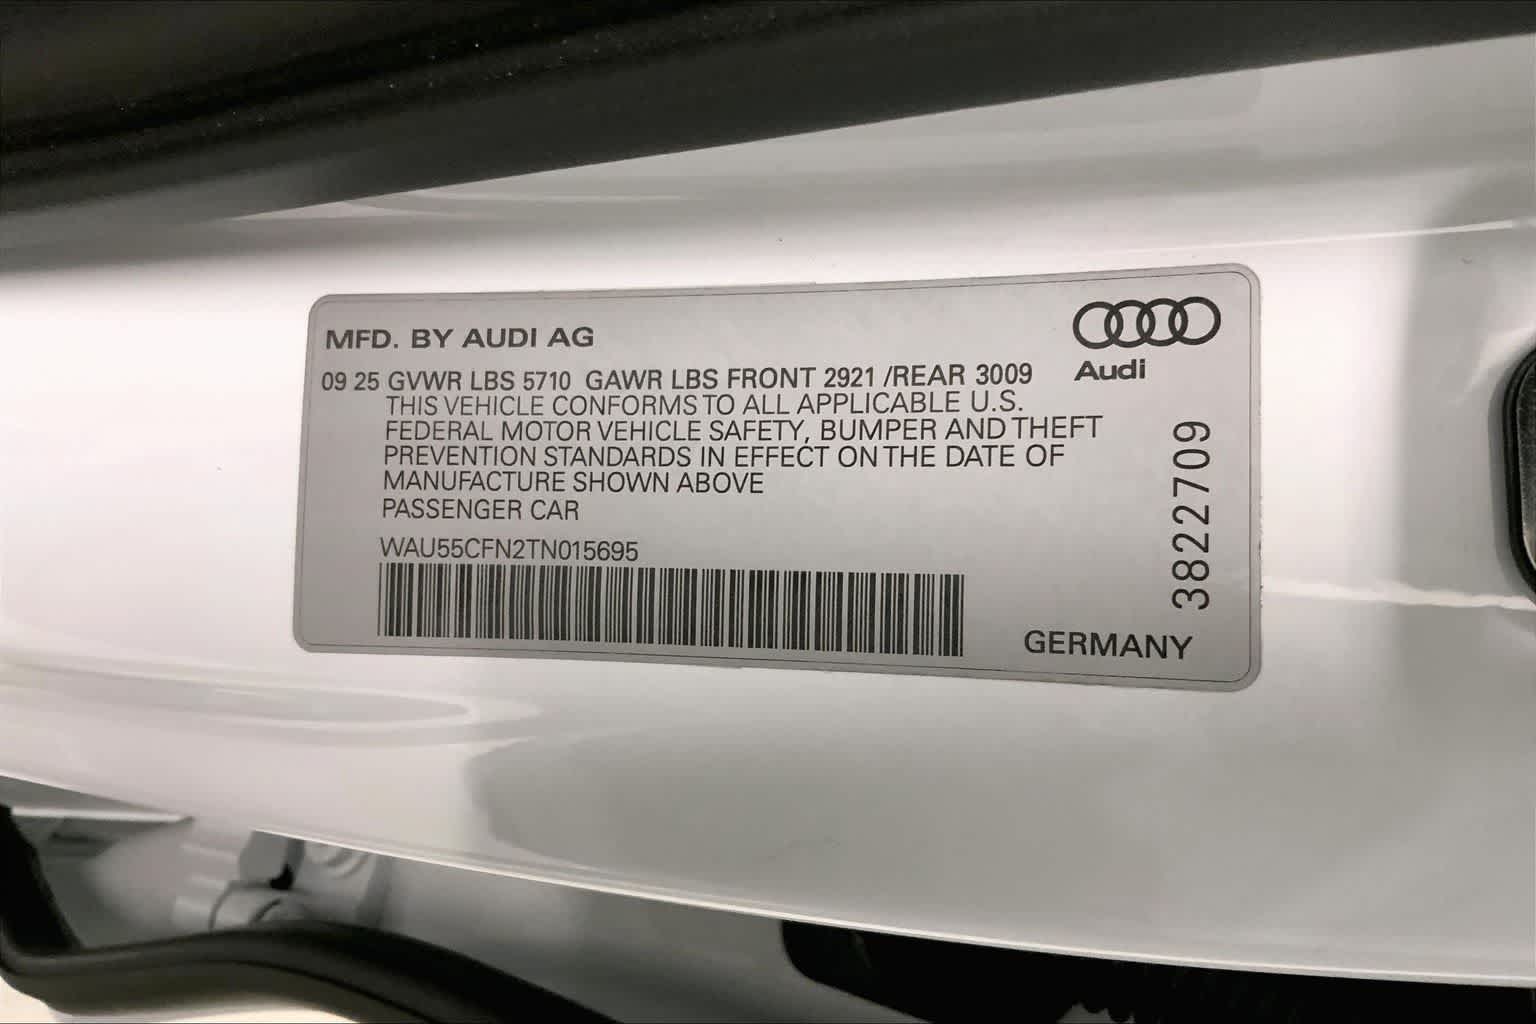 MFD. BY AUDI AG
Audi
09 25 GVWR LBS 5710 GAWR LBS FRONT 2921 /REAR 3009
THIS VEHICLE CONFORMS TO ALL APPLICABLE U.S.
FEDERAL MOTOR VEHICLE SAFETY, BUMPER AND THEFT
PREVENTION STANDARDS IN EFFECT ON THE DATE OF
MANUFACTURE SHOWN ABOVE
PASSENGER CAR
WAU55CFN2TN015695
3822709
GERMANY